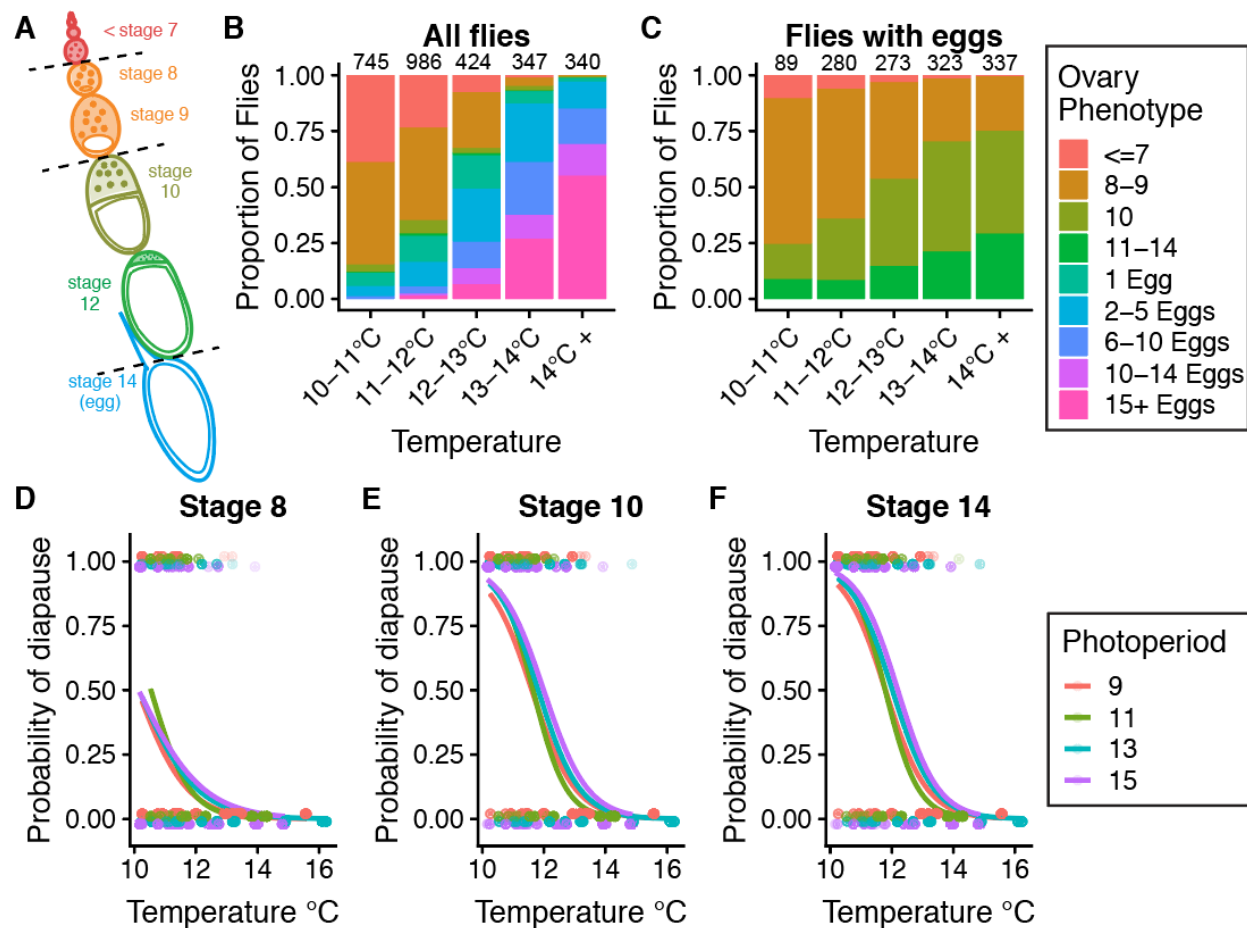 A
< stage 7
stage 8
stage 9
stage
10
stage
12
stage 14
(egg)
B
All flies
745 986 424 347 340
Proportion of Flies
1.00
0.75
0.50
0.25
0.00
10–11°C
11–12°C
12–13°C
13–14°C
14°C +
Temperature
C
Flies with eggs
89 280 273 323 337
Proportion of Flies
1.00
0.75
0.50
0.25
0.00
10–11°C
11–12°C
12–13°C
13–14°C
14°C +
Temperature
Ovary
Phenotype
<=7
8–9
10
11–14
1 Egg
2–5 Eggs
6–10 Eggs
10–14 Eggs
15+ Eggs
D
Stage 8
Probability of diapause
1.00
0.75
0.50
0.25
0.00
10 12 14 16
Temperature °C
E
Stage 10
Probability of diapause
1.00
0.75
0.50
0.25
0.00
10 12 14 16
Temperature °C
F
Stage 14
Probability of diapause
1.00
0.75
0.50
0.25
0.00
10 12 14 16
Temperature °C
Photoperiod
9
11
13
15